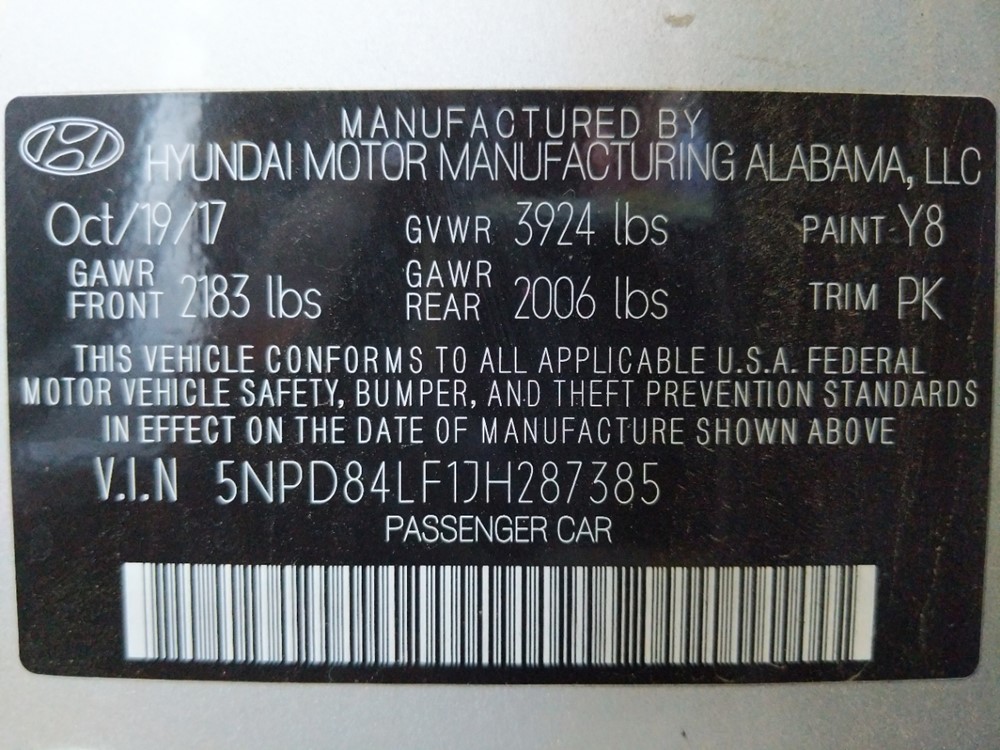 MANUFACTURED BY
HYUNDAI MOTOR MANUFACTURING ALABAMA, LLC
Oct/19/17 GVWR 3924 lbs PAINT Y8
GAWR FRONT 2183 lbs GAWR REAR 2006 lbs TRIM PK
THIS VEHICLE CONFORMS TO ALL APPLICABLE U.S.A. FEDERAL
MOTOR VEHICLE SAFETY, BUMPER, AND THEFT PREVENTION STANDARDS
IN EFFECT ON THE DATE OF MANUFACTURE SHOWN ABOVE
V.I.N 5NPD84LF1JH287385
PASSENGER CAR